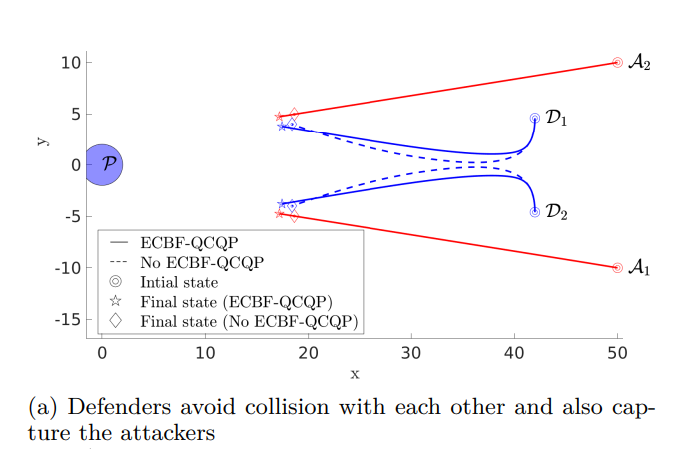 10
5
0
-5
-10
-15
y
0
10
20
30
40
50
x
P
A2
D1
D2
A1
ECBF-QCQP
No ECBF-QCQP
Intial state
Final state (ECBF-QCQP)
Final state (No ECBF-QCQP)
(a) Defenders avoid collision with each other and also cap-
ture the attackers